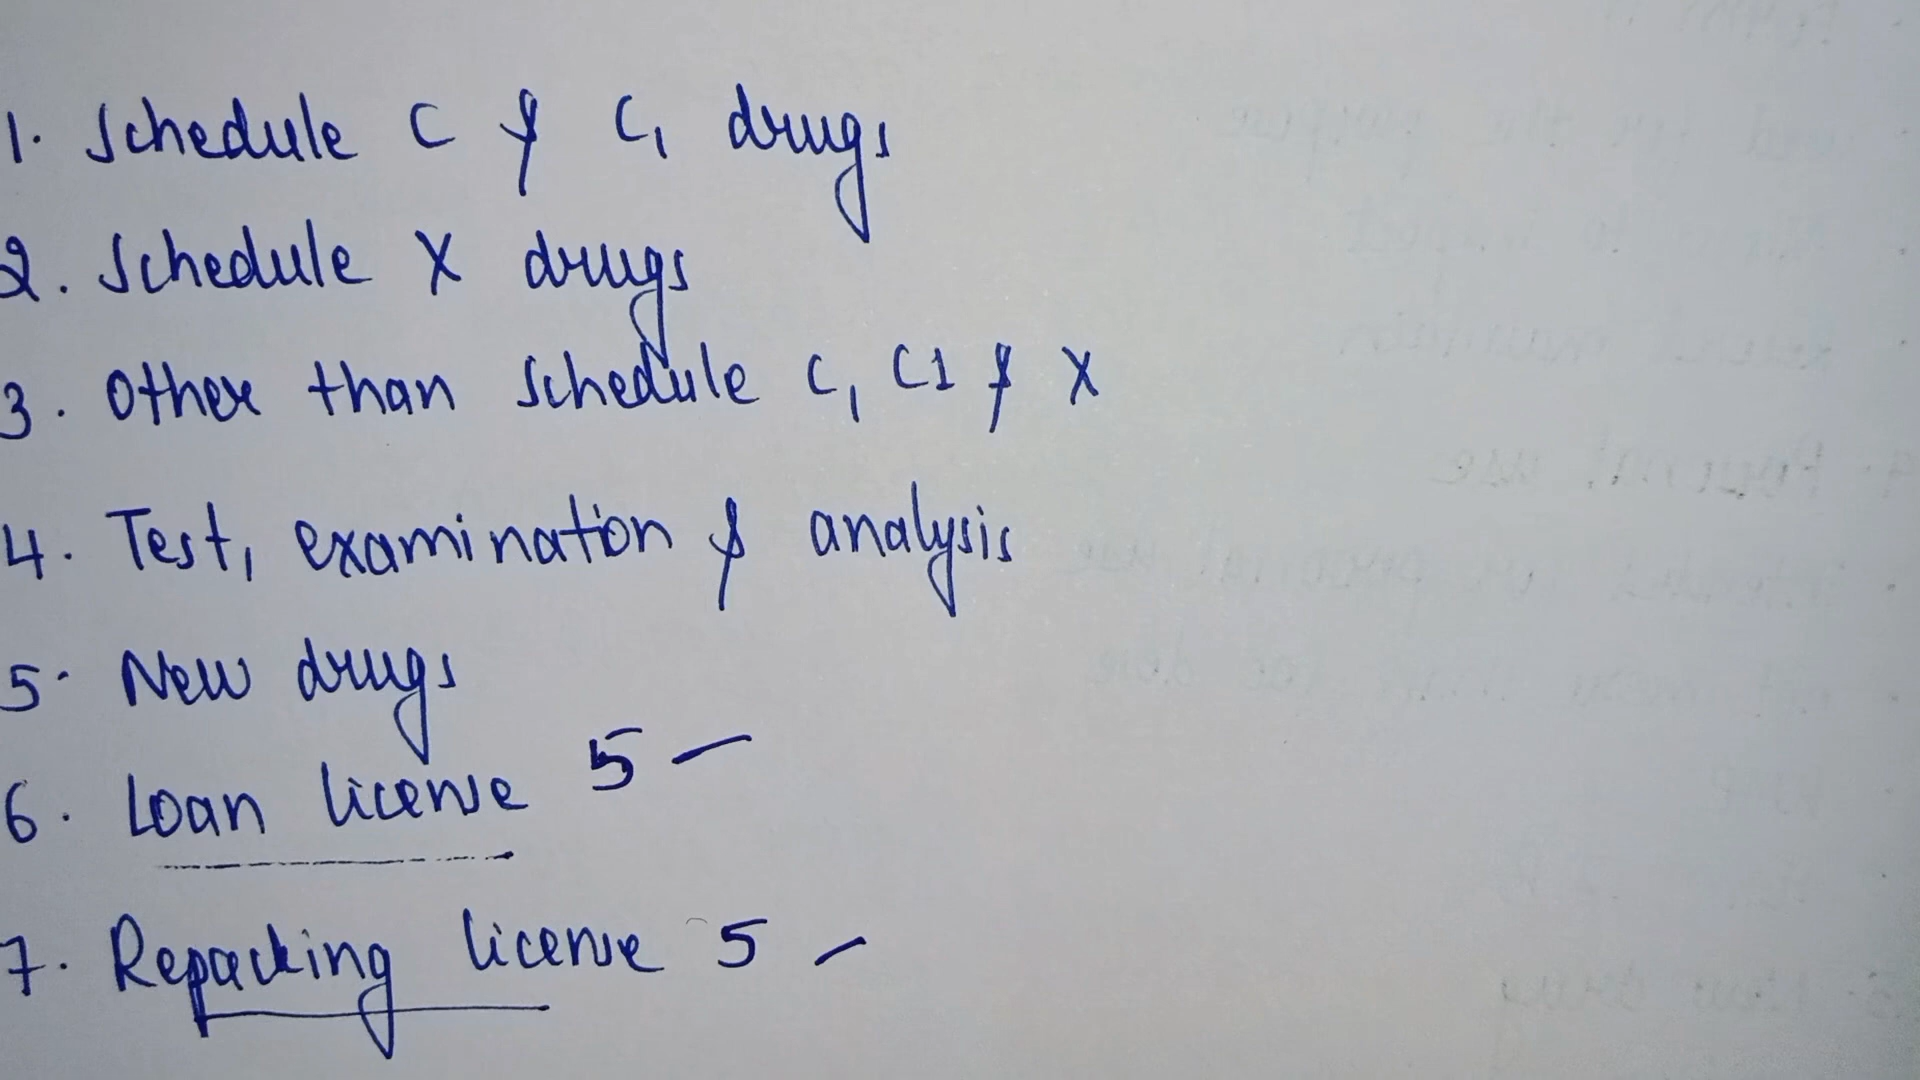 1. Schedule C & C1 drugs
2. Schedule X drugs
3. Other than Schedule C, C1 & X
4. Test, examination & analysis
5. New drugs
6. Loan license 5 -
7. Repacking license 5 -